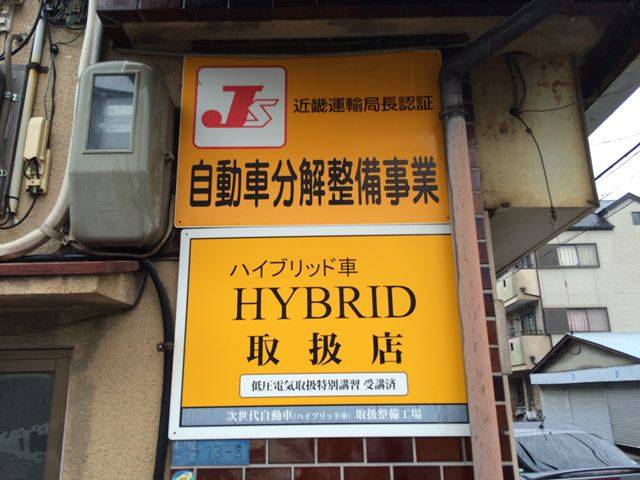 JS
近畿運輸局長認証
自動車分解整備事業
ハイブリッド車
HYBRID
取扱店
低圧電気取扱特別講習 受講済
次世代自動車(ハイブリッド車)取扱整備工場
13-8